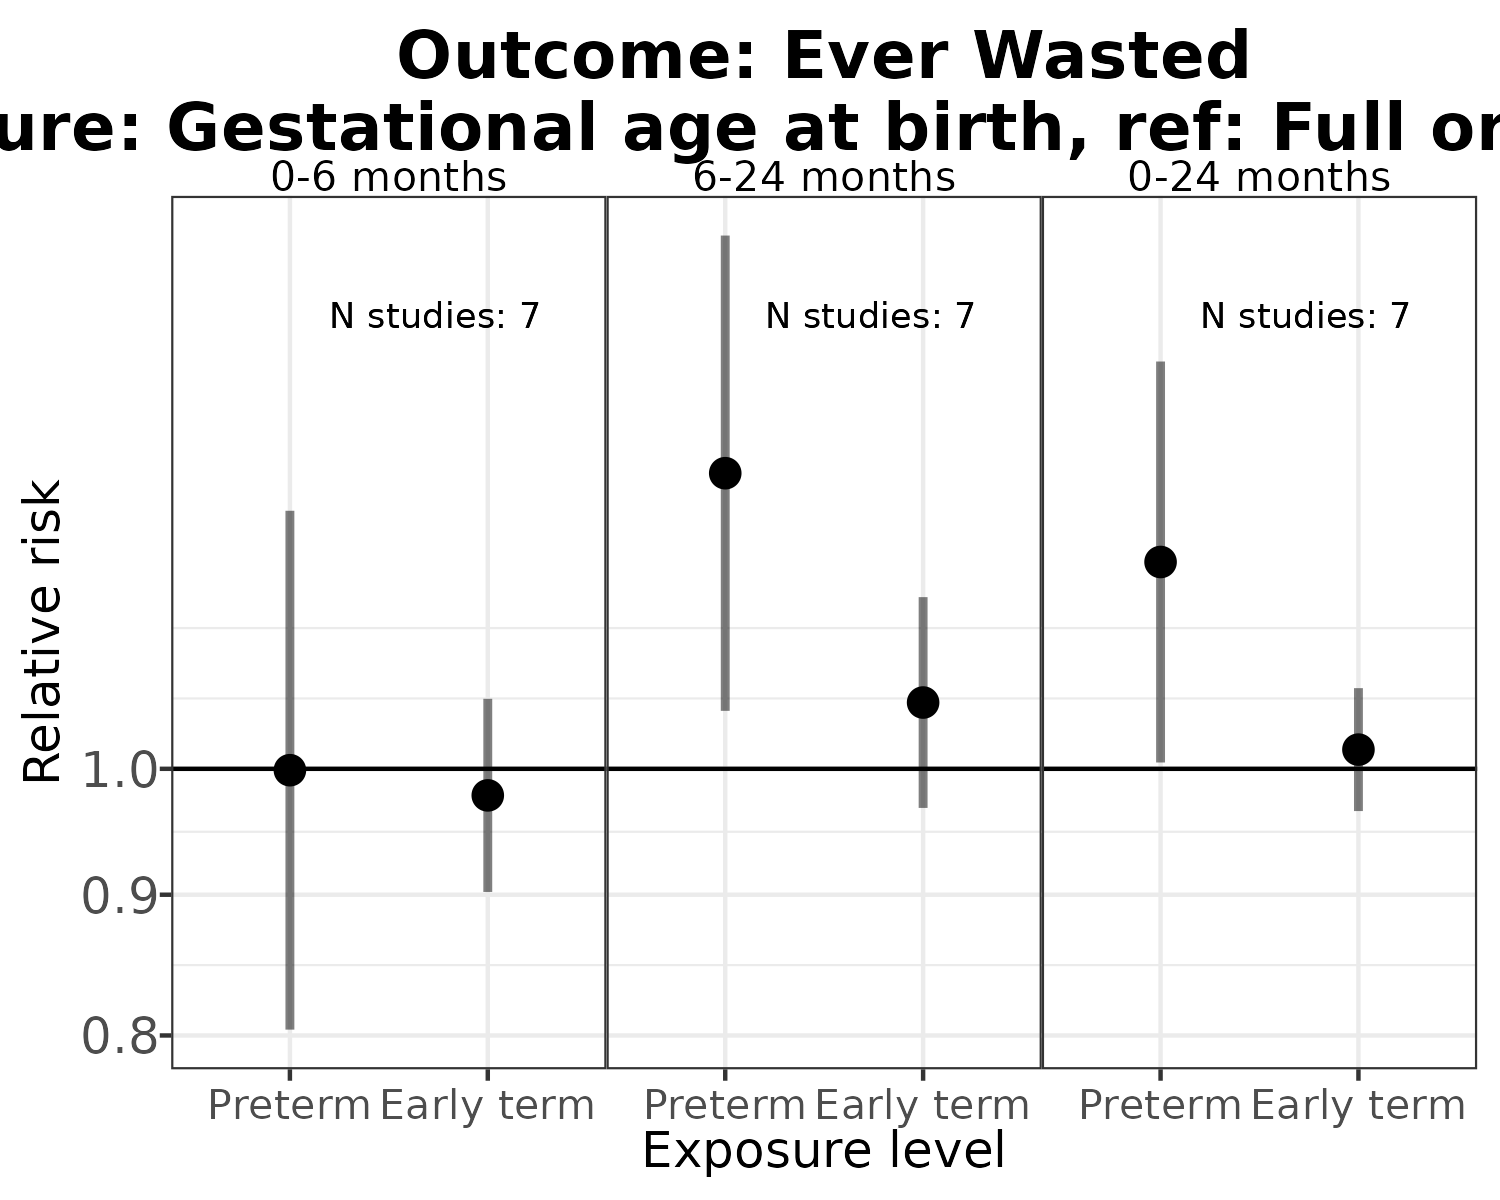 Outcome: Ever Wasted
ure: Gestational age at birth, ref: Full or
0-6 months 6-24 months 0-24 months
N studies: 7 N studies: 7 N studies: 7
Relative risk
1.0
0.9
0.8
Preterm Early term Preterm Early term Preterm Early term
Exposure level